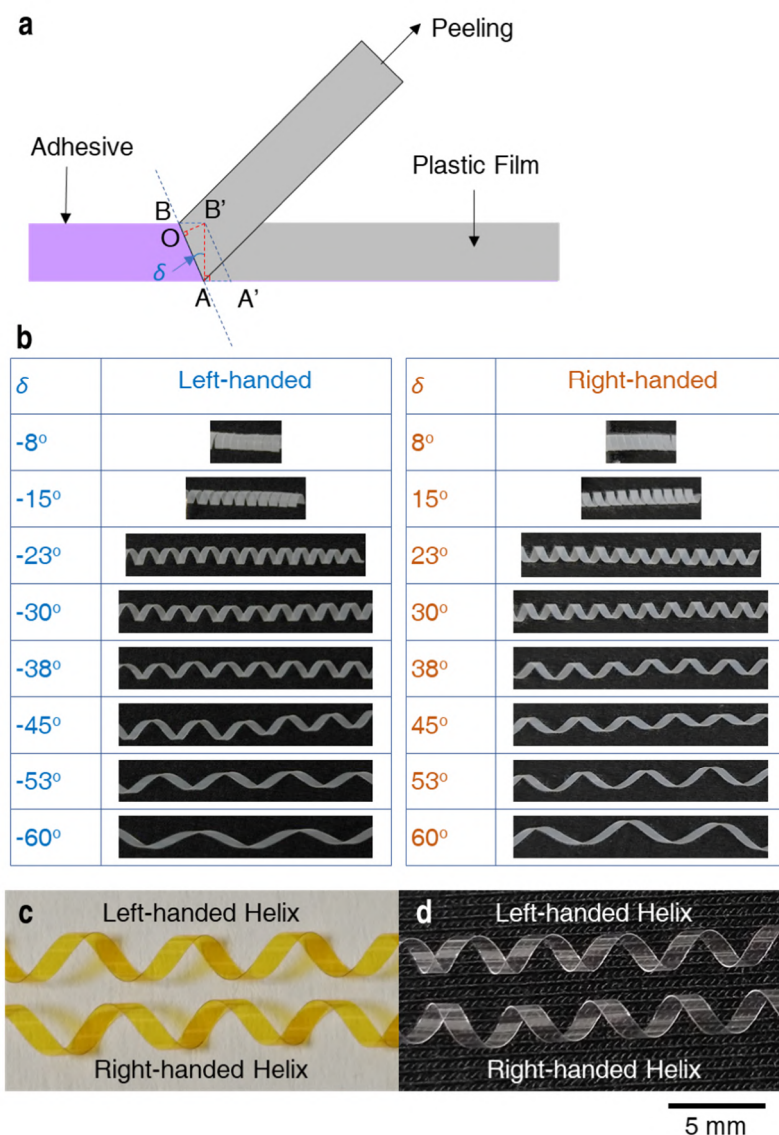 a
Peeling
Adhesive
Plastic Film
B
B’
O
δ
A
A’
b
δ
Left-handed
-8°
-15°
-23°
-30°
-38°
-45°
-53°
-60°
δ
Right-handed
8°
15°
23°
30°
38°
45°
53°
60°
c
Left-handed Helix
Right-handed Helix
d
Left-handed Helix
Right-handed Helix
5 mm